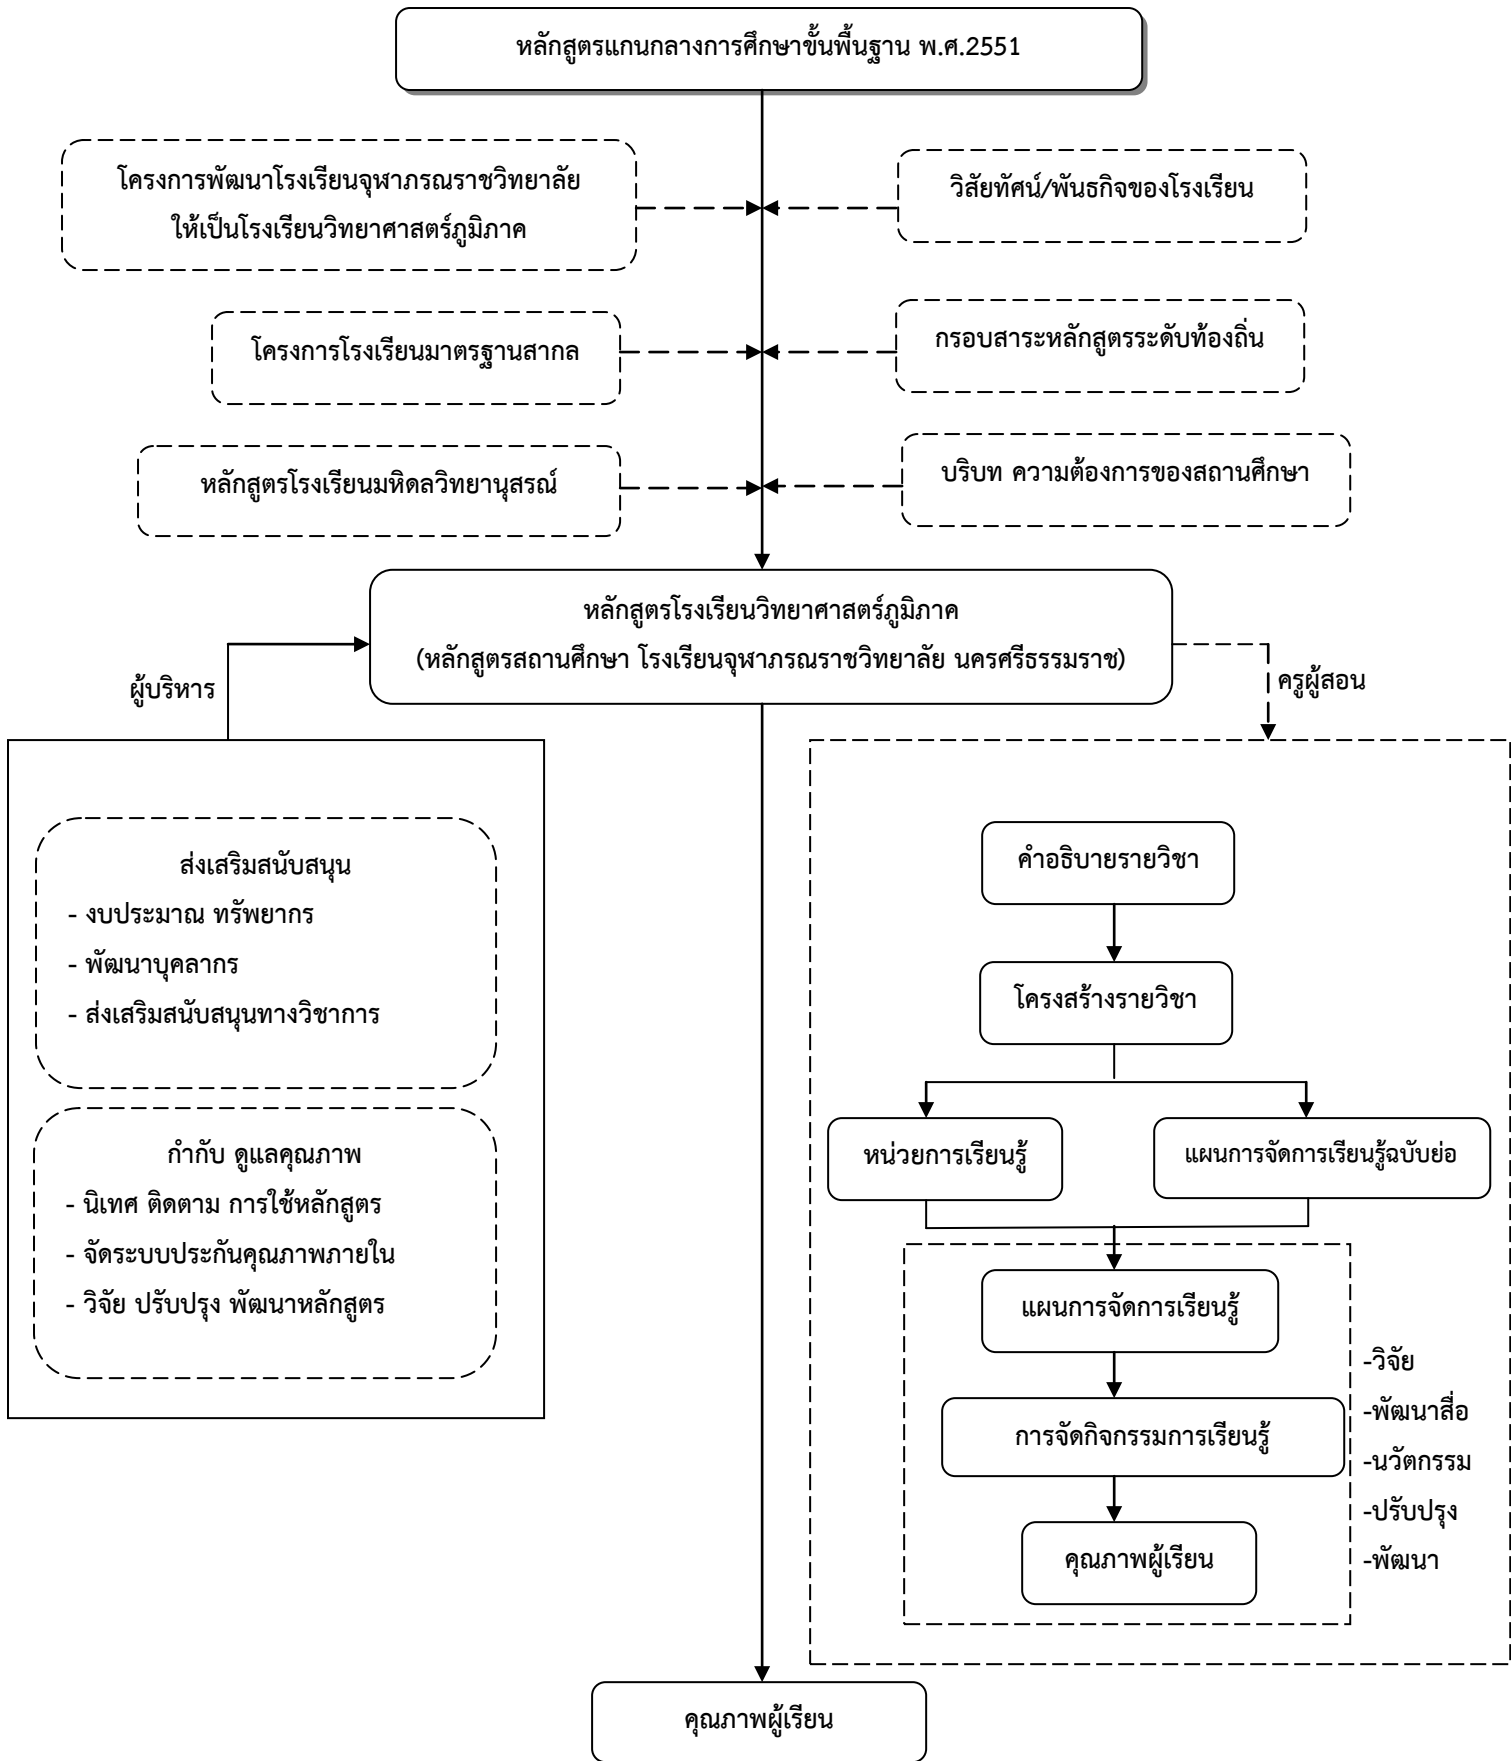 หลักสูตรแกนกลางการศึกษาขั้นพื้นฐาน พ.ศ.2551
โครงการพัฒนาโรงเรียนจุฬาภรณราชวิทยาลัย
ให้เป็นโรงเรียนวิทยาศาสตร์ภูมิภาค
วิสัยทัศน์/พันธกิจของโรงเรียน
โครงการโรงเรียนมาตรฐานสากล
กรอบสาระหลักสูตรระดับท้องถิ่น
หลักสูตรโรงเรียนมหิดลวิทยานุสรณ์
บริบท ความต้องการของสถานศึกษา
หลักสูตรโรงเรียนวิทยาศาสตร์ภูมิภาค
(หลักสูตรสถานศึกษา โรงเรียนจุฬาภรณราชวิทยาลัย นครศรีธรรมราช)
ผู้บริหาร
ครูผู้สอน
ส่งเสริมสนับสนุน
- งบประมาณ ทรัพยากร
- พัฒนาบุคลากร
- ส่งเสริมสนับสนุนทางวิชาการ
กำกับ ดูแลคุณภาพ
- นิเทศ ติดตาม การใช้หลักสูตร
- จัดระบบประกันคุณภาพภายใน
- วิจัย ปรับปรุง พัฒนาหลักสูตร
คำอธิบายรายวิชา
โครงสร้างรายวิชา
หน่วยการเรียนรู้
แผนการจัดการเรียนรู้ฉบับย่อ
แผนการจัดการเรียนรู้
การจัดกิจกรรมการเรียนรู้
คุณภาพผู้เรียน
-วิจัย
-พัฒนาสื่อ
-นวัตกรรม
-ปรับปรุง
-พัฒนา
คุณภาพผู้เรียน